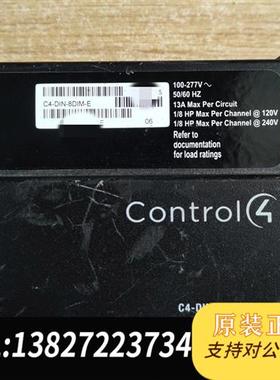 S
C4-DIN-8DIM-E
06
100-277V ~
50/60 HZ
13A Max Per Circuit
1/8 HP Max Per Motor @ 120V
1/8 HP Max Per Motor @ 240V
Refer to
documentation
for load ratings
Control4
C4-DI
原装正
:13827223734
支持对公